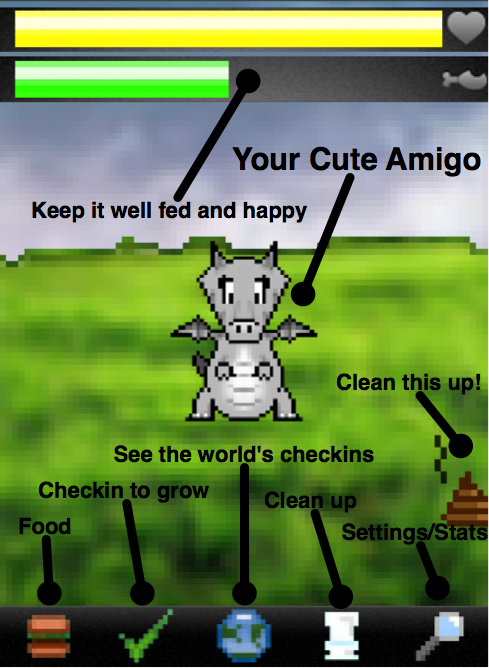 Your Cute Amigo
Keep it well fed and happy
Clean this up!
See the world's checkins
Checkin to grow
Clean up
Food
Settings/Stats